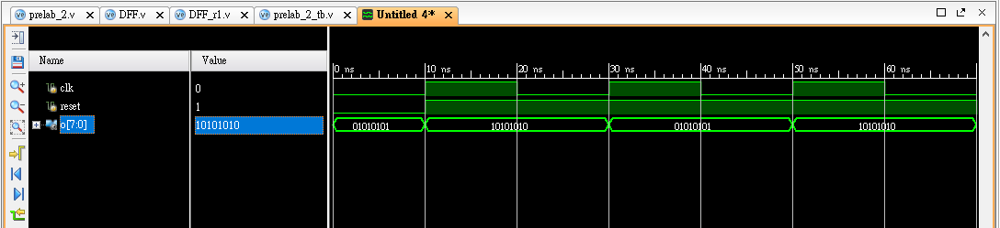 prelab_2.v DFF.v DFF_r1.v prelab_2_tb.v Untitled 4*
Name Value
0 ns 10 ns 20 ns 30 ns 40 ns 50 ns 60 ns
clk 0
reset 1
o[7:0] 10101010 01010101 10101010 01010101 10101010